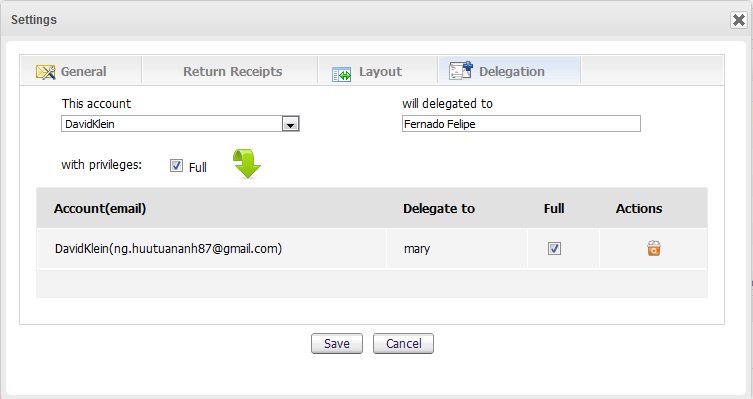 Settings
General Return Receipts Layout Delegation
This account will delegated to
DavidKlein Fernado Felipe
with privileges: Full
Account(email) Delegate to Full Actions
DavidKlein(ng.huutuananh87@gmail.com) mary
Save Cancel